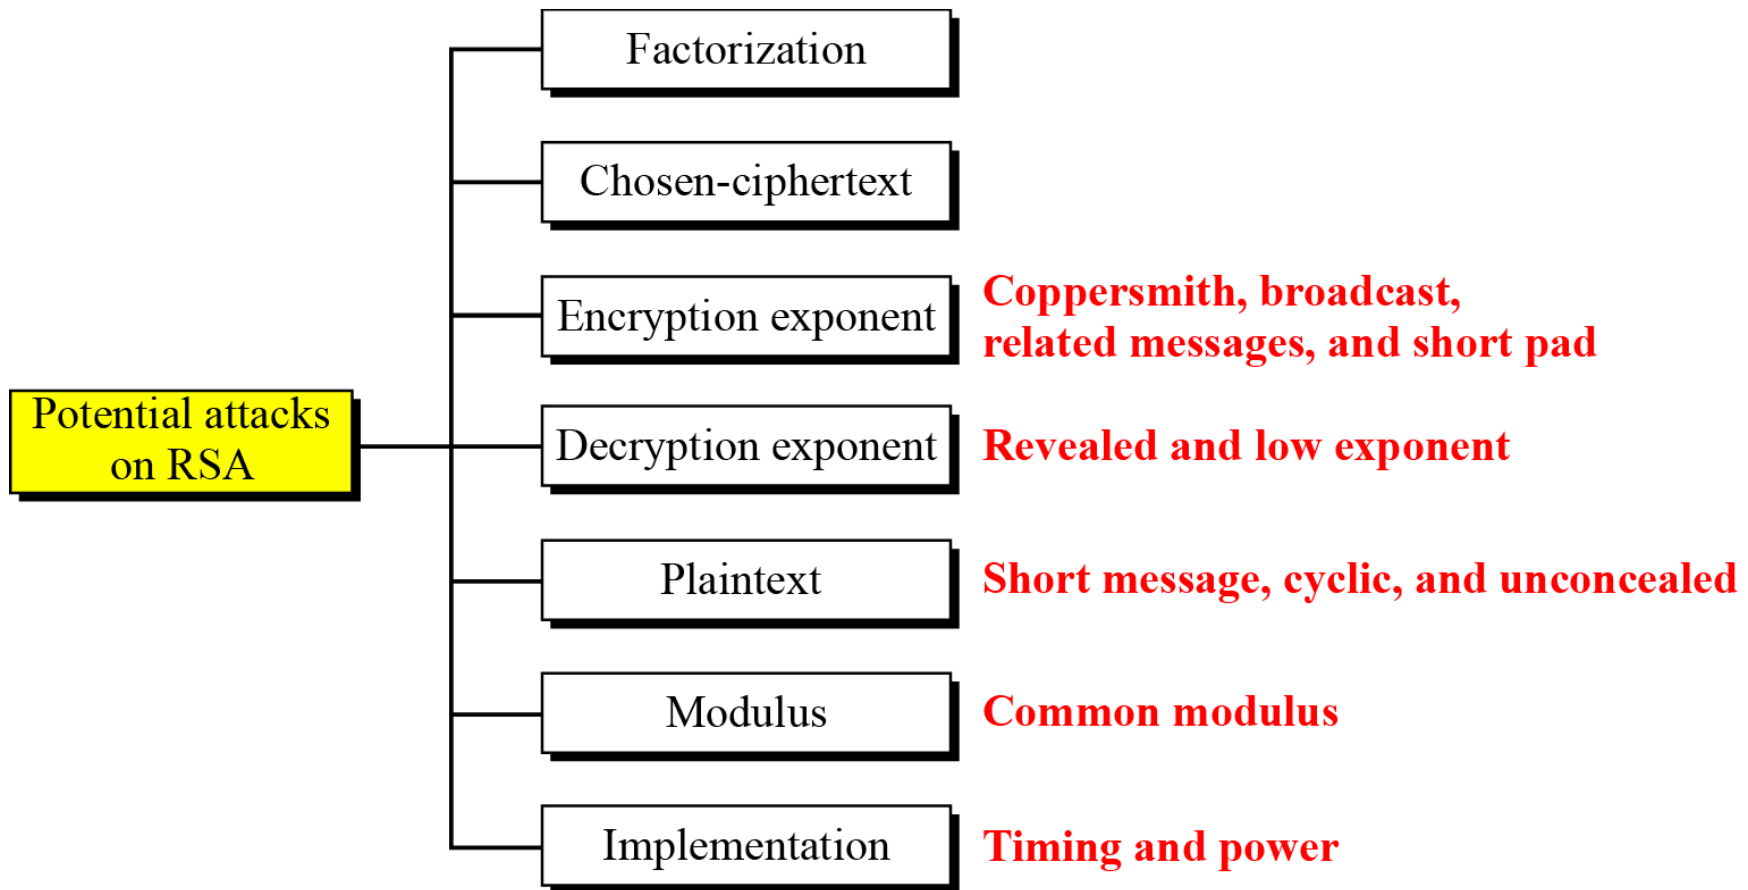 Potential attacks
on RSA
Factorization
Chosen-ciphertext
Encryption exponent
Coppersmith, broadcast,
related messages, and short pad
Decryption exponent
Revealed and low exponent
Plaintext
Short message, cyclic, and unconcealed
Modulus
Common modulus
Implementation
Timing and power